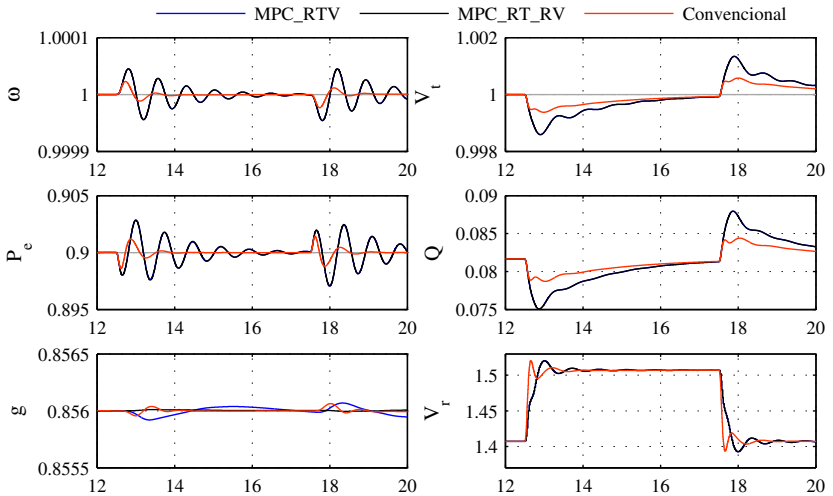 MPC_RTV MPC_RT_RV Convencional
1.0001
1
0.9999
ω
12 14 16 18 20
1.002
1
0.998
V_t
12 14 16 18 20
0.905
0.9
0.895
P_e
12 14 16 18 20
0.09
0.085
0.08
0.075
Q
12 14 16 18 20
0.8565
0.856
0.8555
g
12 14 16 18 20
1.5
1.45
1.4
V_r
12 14 16 18 20